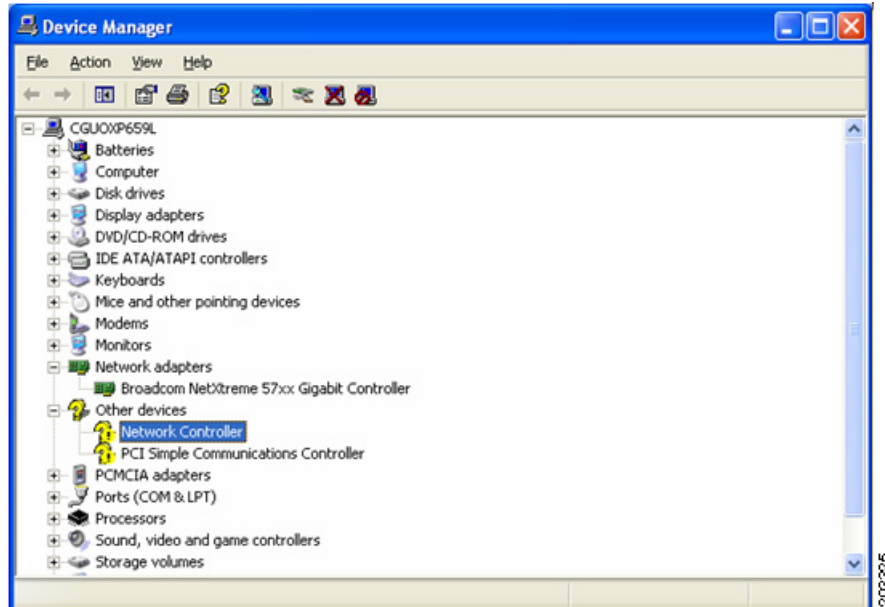 Device Manager
File Action View Help
CGUOXP659L
Batteries
Computer
Disk drives
Display adapters
DVD/CD-ROM drives
IDE ATA/ATAPI controllers
Keyboards
Mice and other pointing devices
Modems
Monitors
Network adapters
Broadcom NetXtreme 57xx Gigabit Controller
Other devices
Network Controller
PCI Simple Communications Controller
PCMCIA adapters
Ports (COM & LPT)
Processors
Sound, video and game controllers
Storage volumes